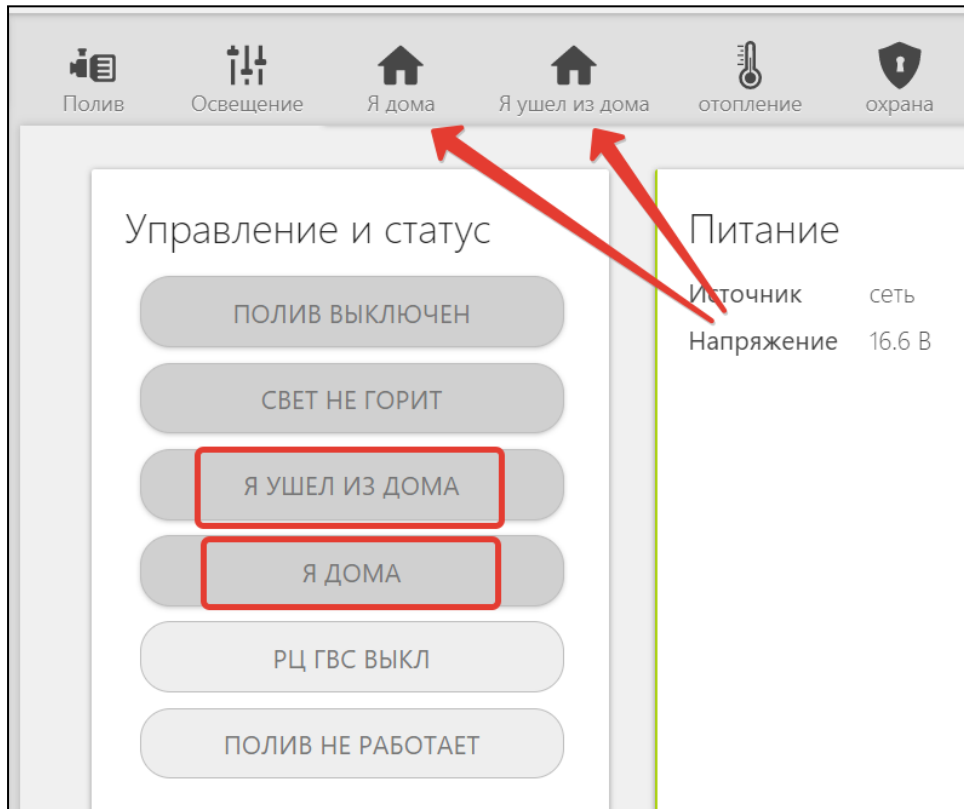 Полив
Освещение
Я дома
Я ушел из дома
отопление
охрана
Управление и статус
ПОЛИВ ВЫКЛЮЧЕН
СВЕТ НЕ ГОРИТ
Я УШЕЛ ИЗ ДОМА
Я ДОМА
РЦ ГВС ВЫКЛ
ПОЛИВ НЕ РАБОТАЕТ
Питание
Источник сеть
Напряжение 16.6 В